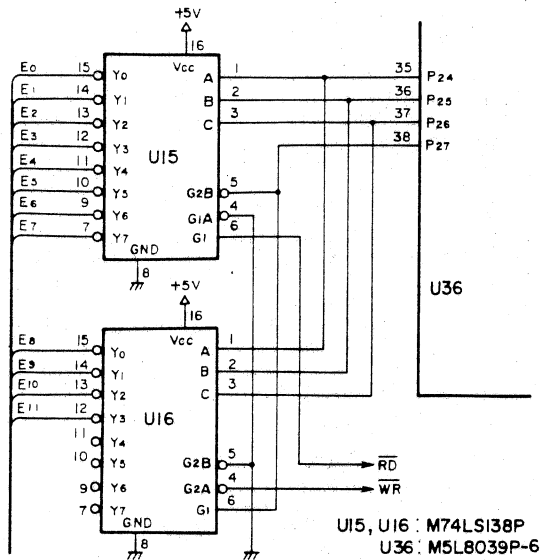 +5V
16
Vcc
E0 15 Y0 A 1 35 P24
E1 14 Y1 B 2 36 P25
E2 13 Y2 C 3 37 P26
E3 12 Y3 38 P27
E4 11 Y4 U15
E5 10 Y5 G2B 5
E6 9 Y6 G1A 4
E7 7 Y7 G1 6
GND
8
U36
+5V
16
Vcc
E8 15 Y0 A 1
E9 14 Y1 B 2
E10 13 Y2 C 3
E11 12 Y3 U16
11 Y4
10 Y5 G2B 5 RD
9 Y6 G2A 4 WR
7 Y7 G1 6
GND
8
U15, U16 : M74LS138P
U36 : M5L8039P-6